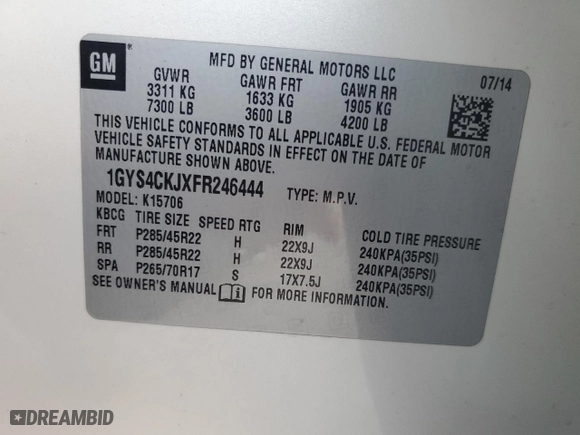 GM
MFD BY GENERAL MOTORS LLC
07/14
GVWR GAWR FRT GAWR RR
3311 KG 1633 KG 1905 KG
7300 LB 3600 LB 4200 LB
THIS VEHICLE CONFORMS TO ALL APPLICABLE U.S. FEDERAL MOTOR
VEHICLE SAFETY STANDARDS IN EFFECT ON THE DATE OF
MANUFACTURE SHOWN ABOVE.
1GYS4CKJXFR246444 TYPE: M.P.V.
MODEL: K15706
KBCG TIRE SIZE SPEED RTG RIM COLD TIRE PRESSURE
FRT P285/45R22 H 22X9J 240KPA(35PSI)
RR P285/45R22 H 22X9J 240KPA(35PSI)
SPA P265/70R17 S 17X7.5J 240KPA(35PSI)
SEE OWNER'S MANUAL FOR MORE INFORMATION.
DREAMBID